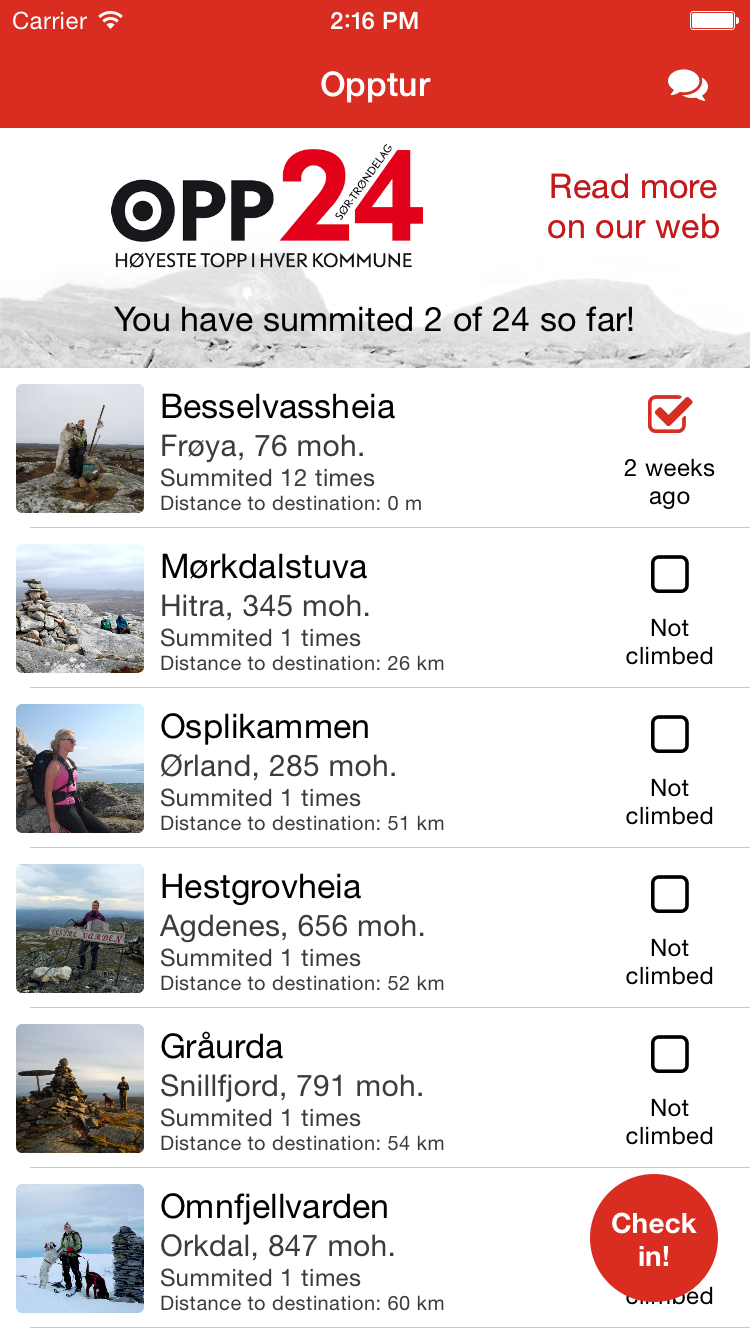 Carrier
2:16 PM
Opptur
OPP24
SØR-TRØNDELAG
HØYESTE TOPP I HVER KOMMUNE
Read more
on our web
You have summited 2 of 24 so far!
Besselvassheia
Frøya, 76 moh.
Summited 12 times
Distance to destination: 0 m
2 weeks
ago
Mørkdalstuva
Hitra, 345 moh.
Summited 1 times
Distance to destination: 26 km
Not
climbed
Osplikammen
Ørland, 285 moh.
Summited 1 times
Distance to destination: 51 km
Not
climbed
Hestgrovheia
Agdenes, 656 moh.
Summited 1 times
Distance to destination: 52 km
Not
climbed
Gråurda
Snillfjord, 791 moh.
Summited 1 times
Distance to destination: 54 km
Not
climbed
Omnfjellvarden
Orkdal, 847 moh.
Summited 1 times
Distance to destination: 60 km
Check
in!
climbed